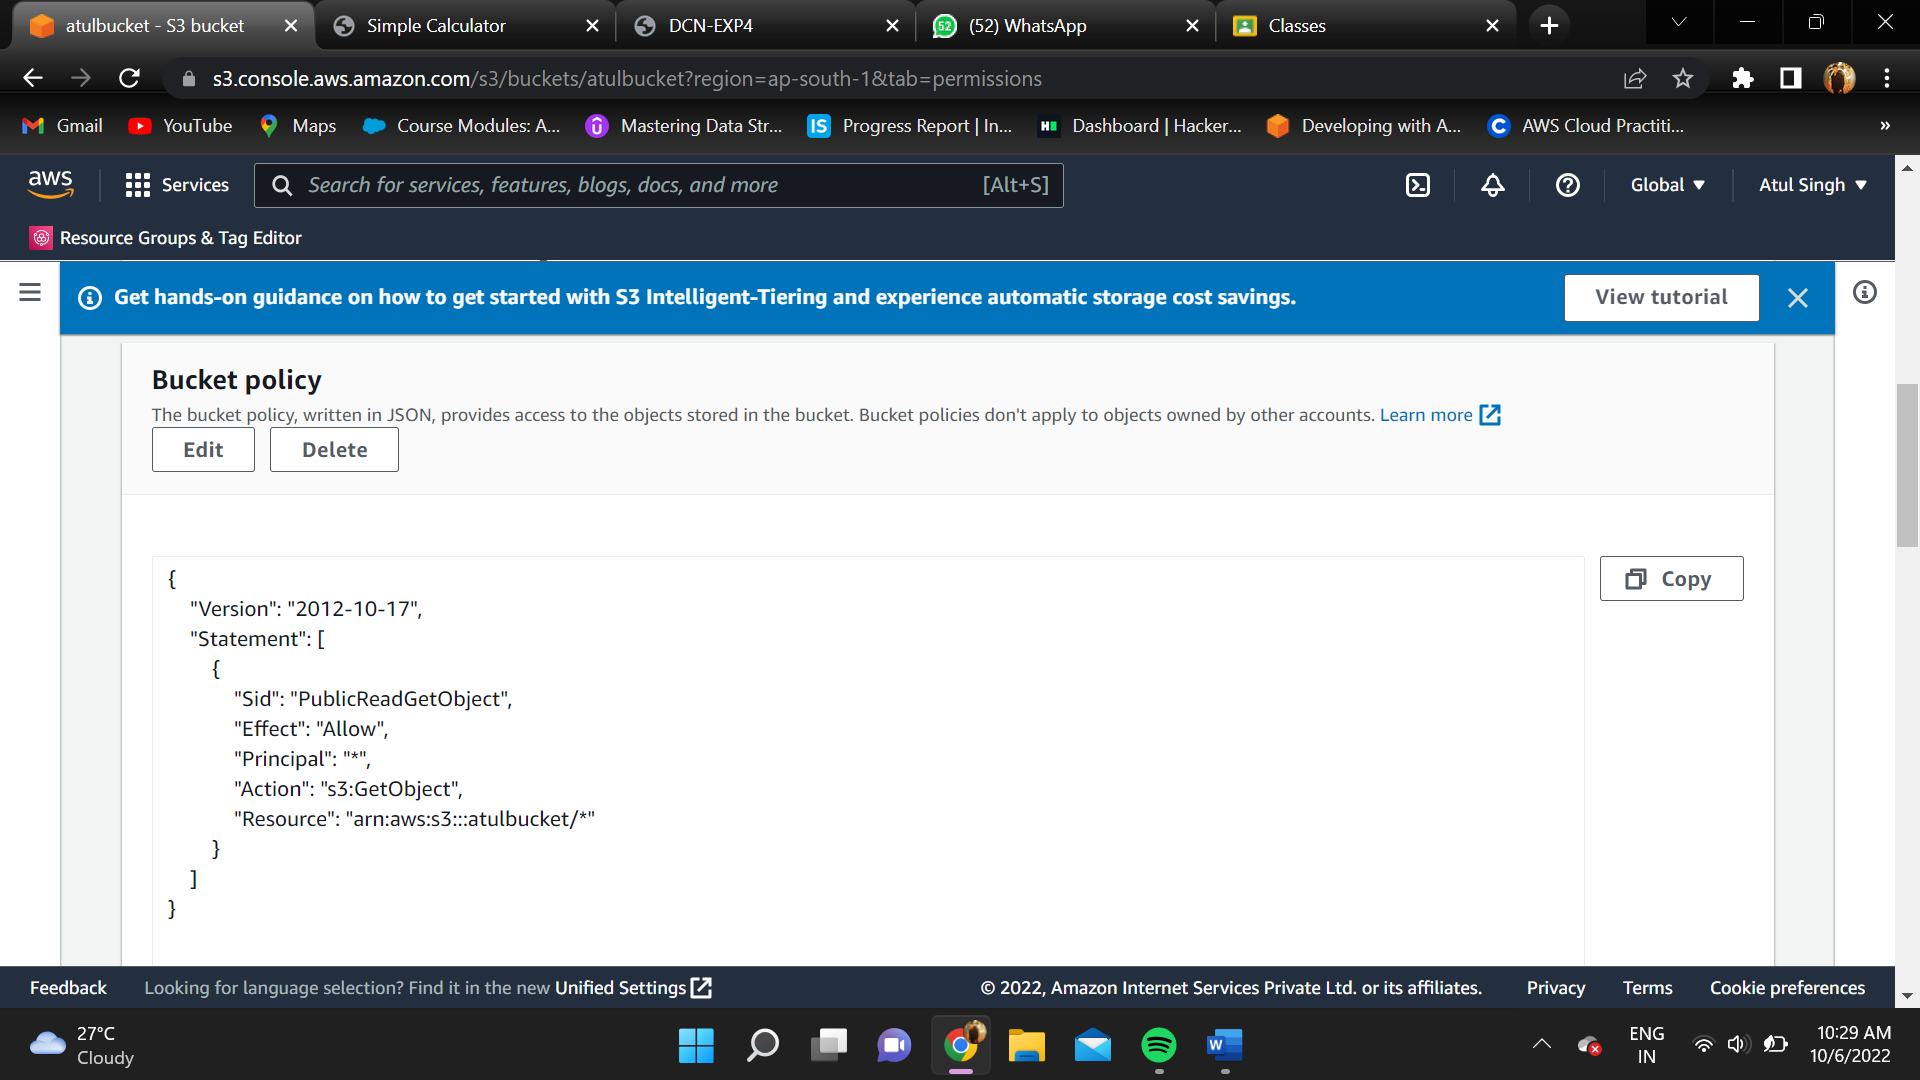 atulbucket - S3 bucket
Simple Calculator
DCN-EXP4
52
(52) WhatsApp
Classes
s3.console.aws.amazon.com/s3/buckets/atulbucket?region=ap-south-1&tab=permissions
Gmail
YouTube
Maps
Course Modules: A...
Mastering Data Str...
IS
Progress Report | In...
Dashboard | Hacker...
Developing with A...
C
AWS Cloud Practiti...
»
aws
Services
Search for services, features, blogs, docs, and more
[Alt+S]
Global
Atul Singh
Resource Groups & Tag Editor
Get hands-on guidance on how to get started with S3 Intelligent-Tiering and experience automatic storage cost savings.
View tutorial
Bucket policy
The bucket policy, written in JSON, provides access to the objects stored in the bucket. Bucket policies don't apply to objects owned by other accounts. Learn more
Edit
Delete
Copy
{
"Version": "2012-10-17",
"Statement": [
{
"Sid": "PublicReadGetObject",
"Effect": "Allow",
"Principal": "*",
"Action": "s3:GetObject",
"Resource": "arn:aws:s3:::atulbucket/*"
}
]
}
Feedback
Looking for language selection? Find it in the new Unified Settings
© 2022, Amazon Internet Services Private Ltd. or its affiliates.
Privacy
Terms
Cookie preferences
27°C
Cloudy
W
ENG
IN
10:29 AM
10/6/2022